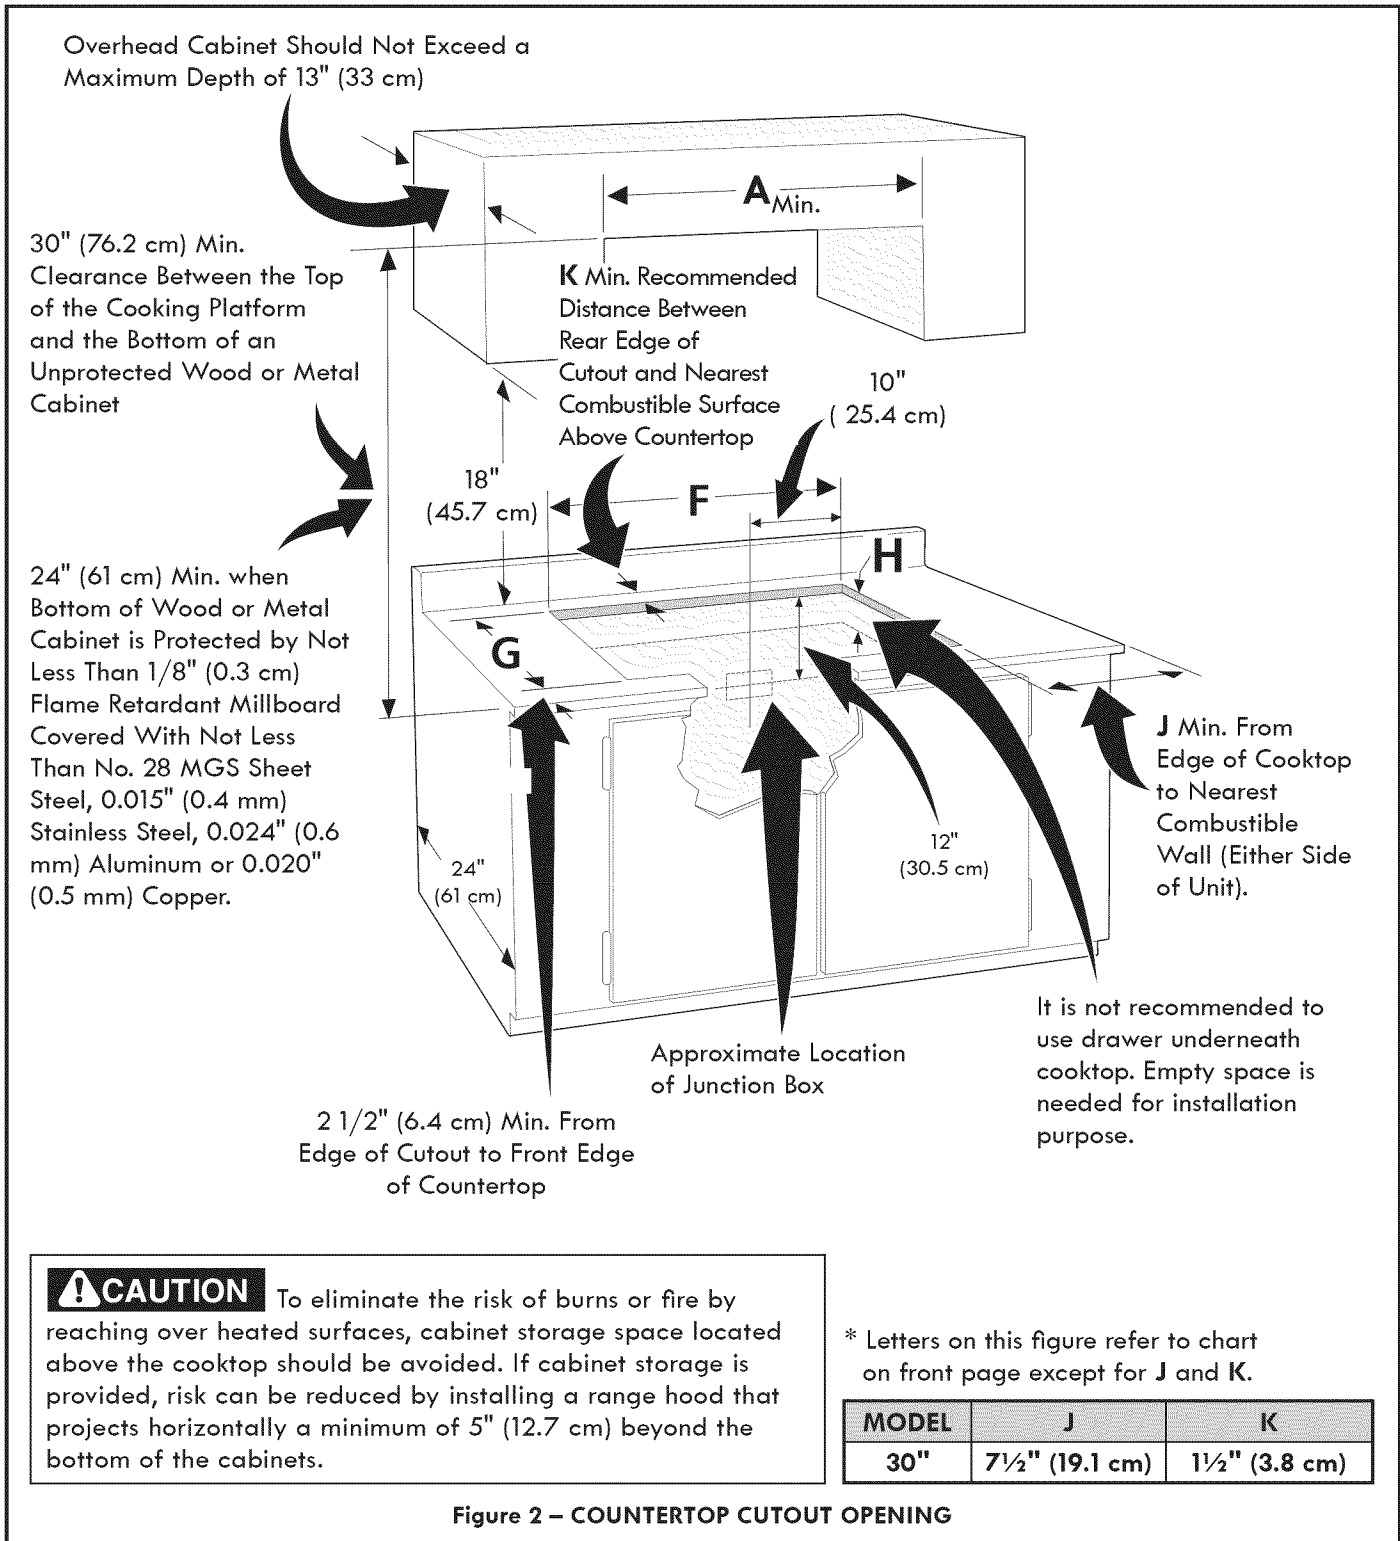 Overhead Cabinet Should Not Exceed a
Maximum Depth of 13" (33 cm)
A Min.
30" (76.2 cm) Min.
Clearance Between the Top
of the Cooking Platform
and the Bottom of an
Unprotected Wood or Metal
Cabinet
K Min. Recommended
Distance Between
Rear Edge of
Cutout and Nearest
Combustible Surface
Above Countertop
10"
( 25.4 cm)
18"
(45.7 cm)
F
H
24" (61 cm) Min. when
Bottom of Wood or Metal
Cabinet is Protected by Not
Less Than 1/8" (0.3 cm)
Flame Retardant Millboard
Covered With Not Less
Than No. 28 MGS Sheet
Steel, 0.015" (0.4 mm)
Stainless Steel, 0.024" (0.6
mm) Aluminum or 0.020"
(0.5 mm) Copper.
G
J Min. From
Edge of Cooktop
to Nearest
Combustible
Wall (Either Side
of Unit).
12"
(30.5 cm)
24"
(61 cm)
It is not recommended to
use drawer underneath
cooktop. Empty space is
needed for installation
purpose.
Approximate Location
of Junction Box
2 1/2" (6.4 cm) Min. From
Edge of Cutout to Front Edge
of Countertop
CAUTION To eliminate the risk of burns or fire by
reaching over heated surfaces, cabinet storage space located
above the cooktop should be avoided. If cabinet storage is
provided, risk can be reduced by installing a range hood that
projects horizontally a minimum of 5" (12.7 cm) beyond the
bottom of the cabinets.
* Letters on this figure refer to chart
on front page except for J and K.
MODEL J K
30" 7½" (19.1 cm) 1½" (3.8 cm)
Figure 2 – COUNTERTOP CUTOUT OPENING